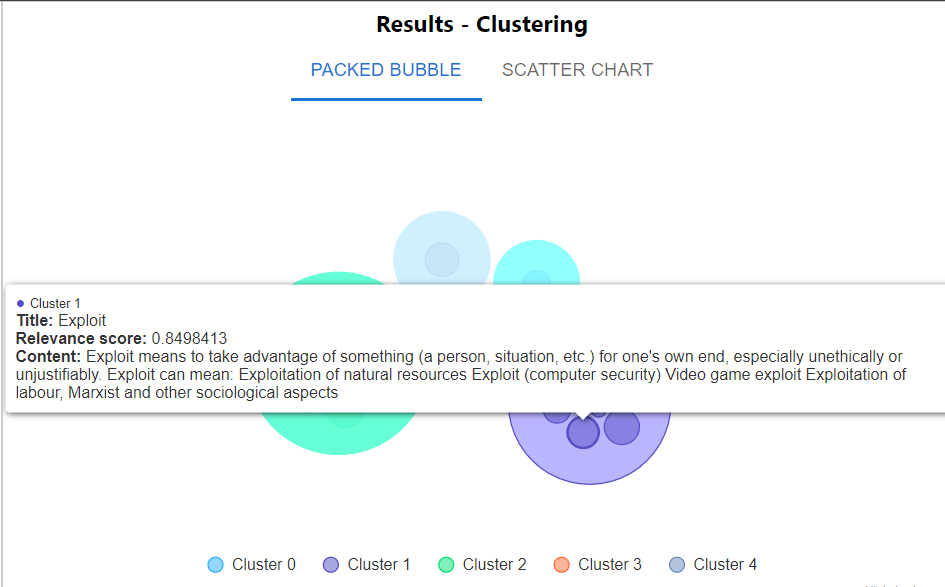 Results - Clustering
PACKED BUBBLE SCATTER CHART
Cluster 1
Title: Exploit
Relevance score: 0.8498413
Content: Exploit means to take advantage of something (a person, situation, etc.) for one's own end, especially unethically or
unjustifiably. Exploit can mean: Exploitation of natural resources Exploit (computer security) Video game exploit Exploitation of
labour, Marxist and other sociological aspects
Cluster 0 Cluster 1 Cluster 2 Cluster 3 Cluster 4